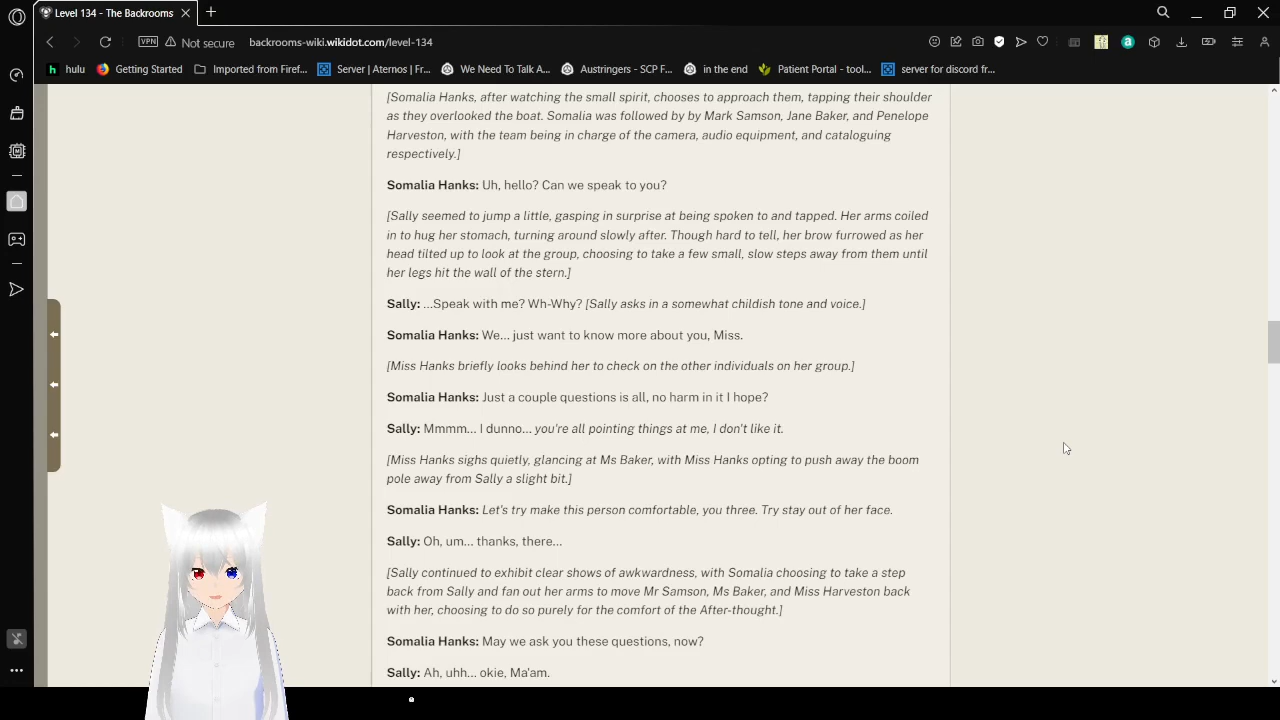 Level 134 - The Backrooms
VPN
Not secure
backrooms-wiki.wikidot.com/level-134
hulu
Getting Started
Imported from Firef...
Server | Aternos | Fr...
We Need To Talk A...
Austringers - SCP F...
in the end
Patient Portal - tool...
server for discord fr...
[Somalia Hanks, after watching the small spirit, chooses to approach them, tapping their shoulder
as they overlooked the boat. Somalia was followed by by Mark Samson, Jane Baker, and Penelope
Harveston, with the team being in charge of the camera, audio equipment, and cataloguing
respectively.]
Somalia Hanks: Uh, hello? Can we speak to you?
[Sally seemed to jump a little, gasping in surprise at being spoken to and tapped. Her arms coiled
in to hug her stomach, turning around slowly after. Though hard to tell, her brow furrowed as her
head tilted up to look at the group, choosing to take a few small, slow steps away from them until
her legs hit the wall of the stern.]
Sally: …Speak with me? Wh-Why? [Sally asks in a somewhat childish tone and voice.]
Somalia Hanks: We… just want to know more about you, Miss.
[Miss Hanks briefly looks behind her to check on the other individuals on her group.]
Somalia Hanks: Just a couple questions is all, no harm in it I hope?
Sally: Mmmm… I dunno… you're all pointing things at me, I don't like it.
[Miss Hanks sighs quietly, glancing at Ms Baker, with Miss Hanks opting to push away the boom
pole away from Sally a slight bit.]
Somalia Hanks: Let's try make this person comfortable, you three. Try stay out of her face.
Sally: Oh, um… thanks, there…
[Sally continued to exhibit clear shows of awkwardness, with Somalia choosing to take a step
back from Sally and fan out her arms to move Mr Samson, Ms Baker, and Miss Harveston back
with her, choosing to do so purely for the comfort of the After-thought.]
Somalia Hanks: May we ask you these questions, now?
Sally: Ah, uhh… okie, Ma'am.